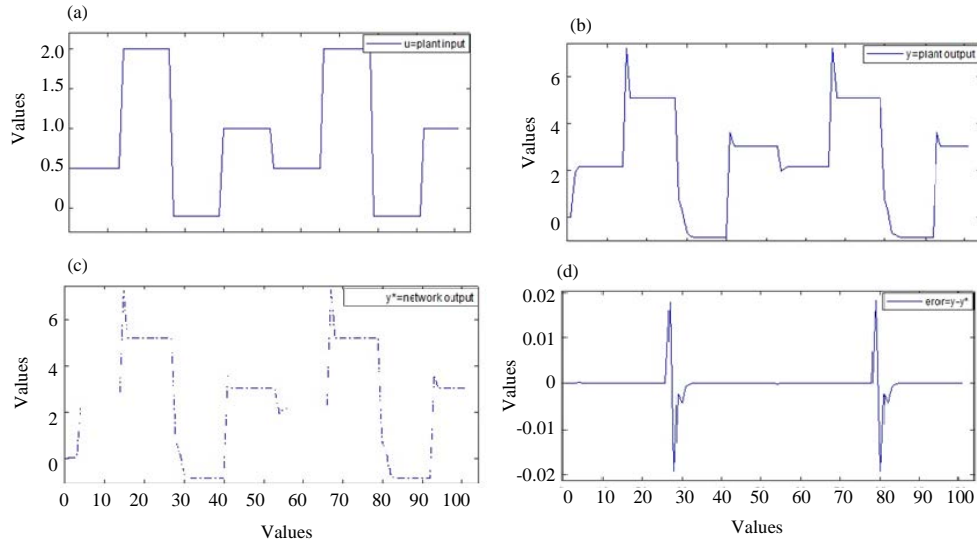 (a)
u=plant input
2.0
1.5
1.0
0.5
0
Values
(b)
y=plant output
6
4
2
0
Values
(c)
y*=network output
6
4
2
0
Values
0 10 20 30 40 50 60 70 80 90 100
Values
(d)
eror=y-y*
0.02
0.01
0
-0.01
-0.02
Values
0 10 20 30 40 50 60 70 80 90 100
Values